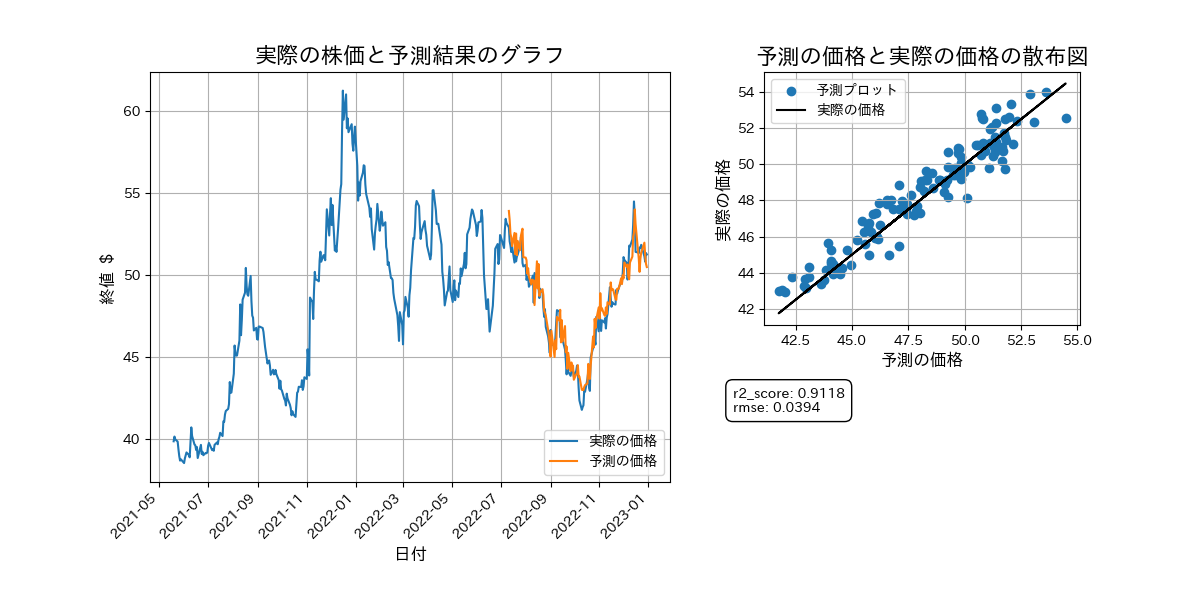 実際の株価と予測結果のグラフ
終値 $
60
55
50
45
40
2021-05
2021-07
2021-09
2021-11
2022-01
2022-03
2022-05
2022-07
2022-09
2022-11
2023-01
日付
実際の価格
予測の価格
予測の価格と実際の価格の散布図
予測プロット
実際の価格
実際の価格
54
52
50
48
46
44
42
42.5
45.0
47.5
50.0
52.5
55.0
予測の価格
r2_score: 0.9118
rmse: 0.0394